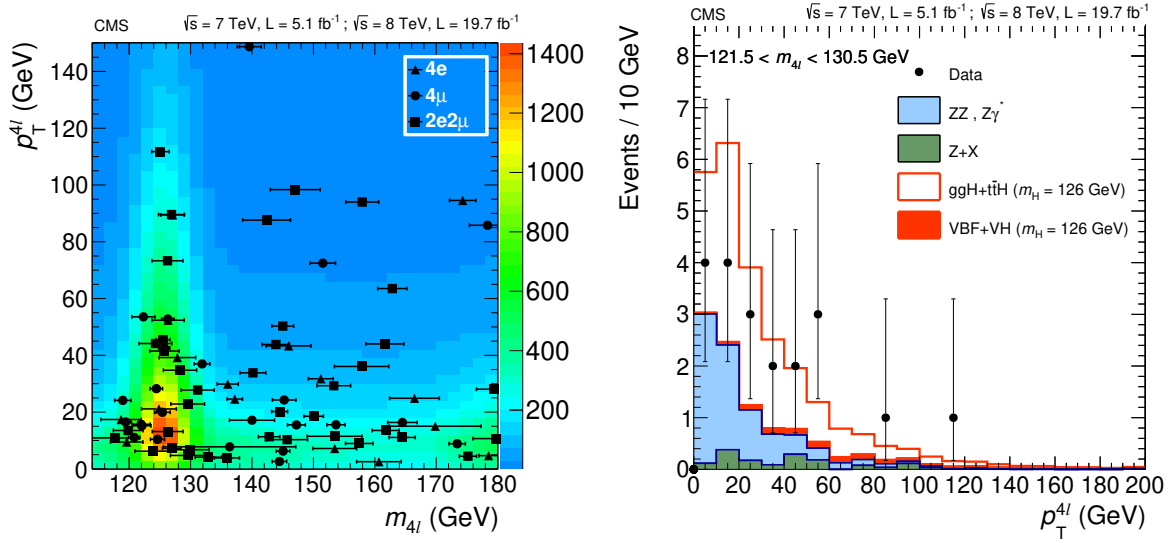 CMS √s = 7 TeV, L = 5.1 fb⁻¹ ; √s = 8 TeV, L = 19.7 fb⁻¹
p_T^{4l} (GeV)
140
120
100
80
60
40
20
0
4e
4μ
2e2μ
1400
1200
1000
800
600
400
200
120 130 140 150 160 170 180
m_{4l} (GeV)
CMS √s = 7 TeV, L = 5.1 fb⁻¹ ; √s = 8 TeV, L = 19.7 fb⁻¹
Events / 10 GeV
8
7
6
5
4
3
2
1
0
121.5 < m_{4l} < 130.5 GeV
Data
ZZ , Zγ*
Z+X
ggH+tt̄H (m_H = 126 GeV)
VBF+VH (m_H = 126 GeV)
0 20 40 60 80 100 120 140 160 180 200
p_T^{4l} (GeV)